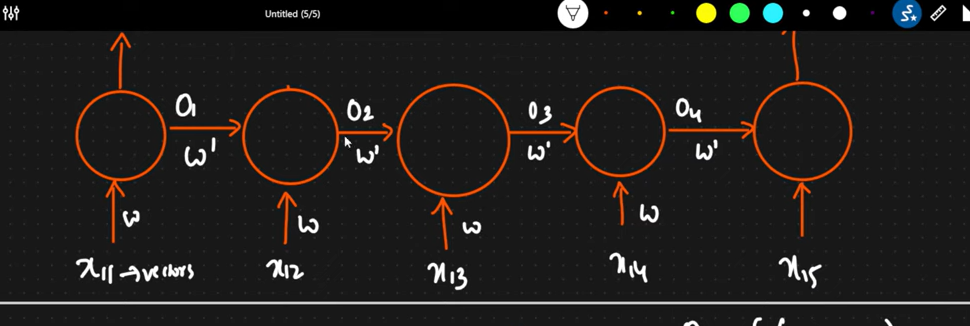 Untitled (5/5)
O1 O2 O3 O4
W' W' W' W'
W W W W
x11 → vectors x12 x13 x14 x15